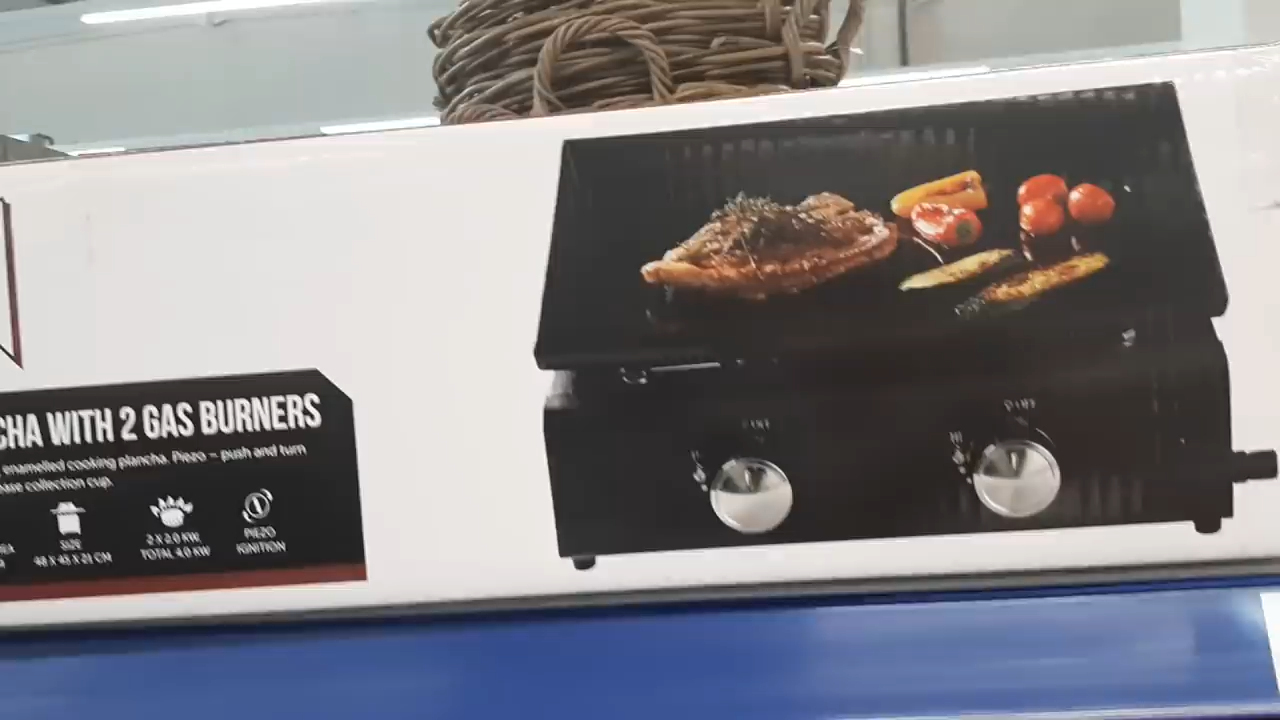 CHA WITH 2 GAS BURNERS
enamelled cooking plancha. Piezo – push and turn
collection cup.
SIZE
48 X 45 X 21 CM
2 X 2.0 KW,
TOTAL 4.0 KW
PIEZO
IGNITION